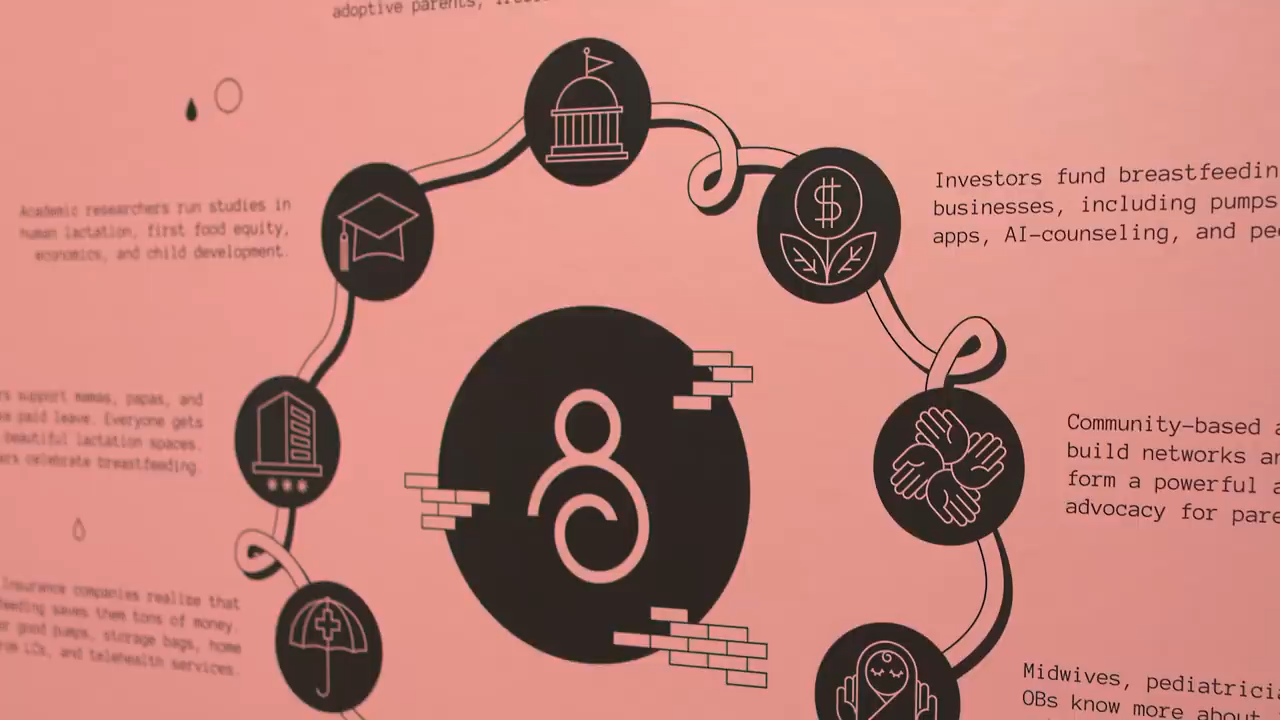 adoptive parents,
Academic researchers run studies in
human lactation, first food equity,
economics, and child development.
Investors fund breastfeedin
businesses, including pumps
apps, AI-counseling, and pe
support mamas, papas, and
paid leave. Everyone gets
beautiful lactation spaces.
celebrate breastfeeding.
Community-based a
build networks an
form a powerful a
advocacy for pare
Insurance companies realize that
feeding saves them tons of money.
good pumps, storage bags, home
LCs, and telehealth services.
Midwives, pediatricia
OBs know more about